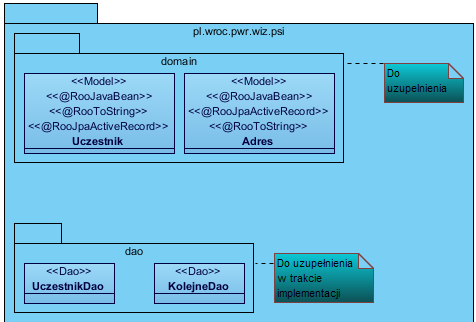 pl.wroc.pwr.wiz.psi
domain
<<Model>>
<<@RooJavaBean>>
<<@RooToString>>
<<@RooJpaActiveRecord>>
Uczestnik
<<Model>>
<<@RooJavaBean>>
<<@RooJpaActiveRecord>>
<<@RooToString>>
Adres
Do
uzupełnienia
dao
<<Dao>>
UczestnikDao
<<Dao>>
KolejneDao
Do uzupełnienia
w trakcie
implementacji